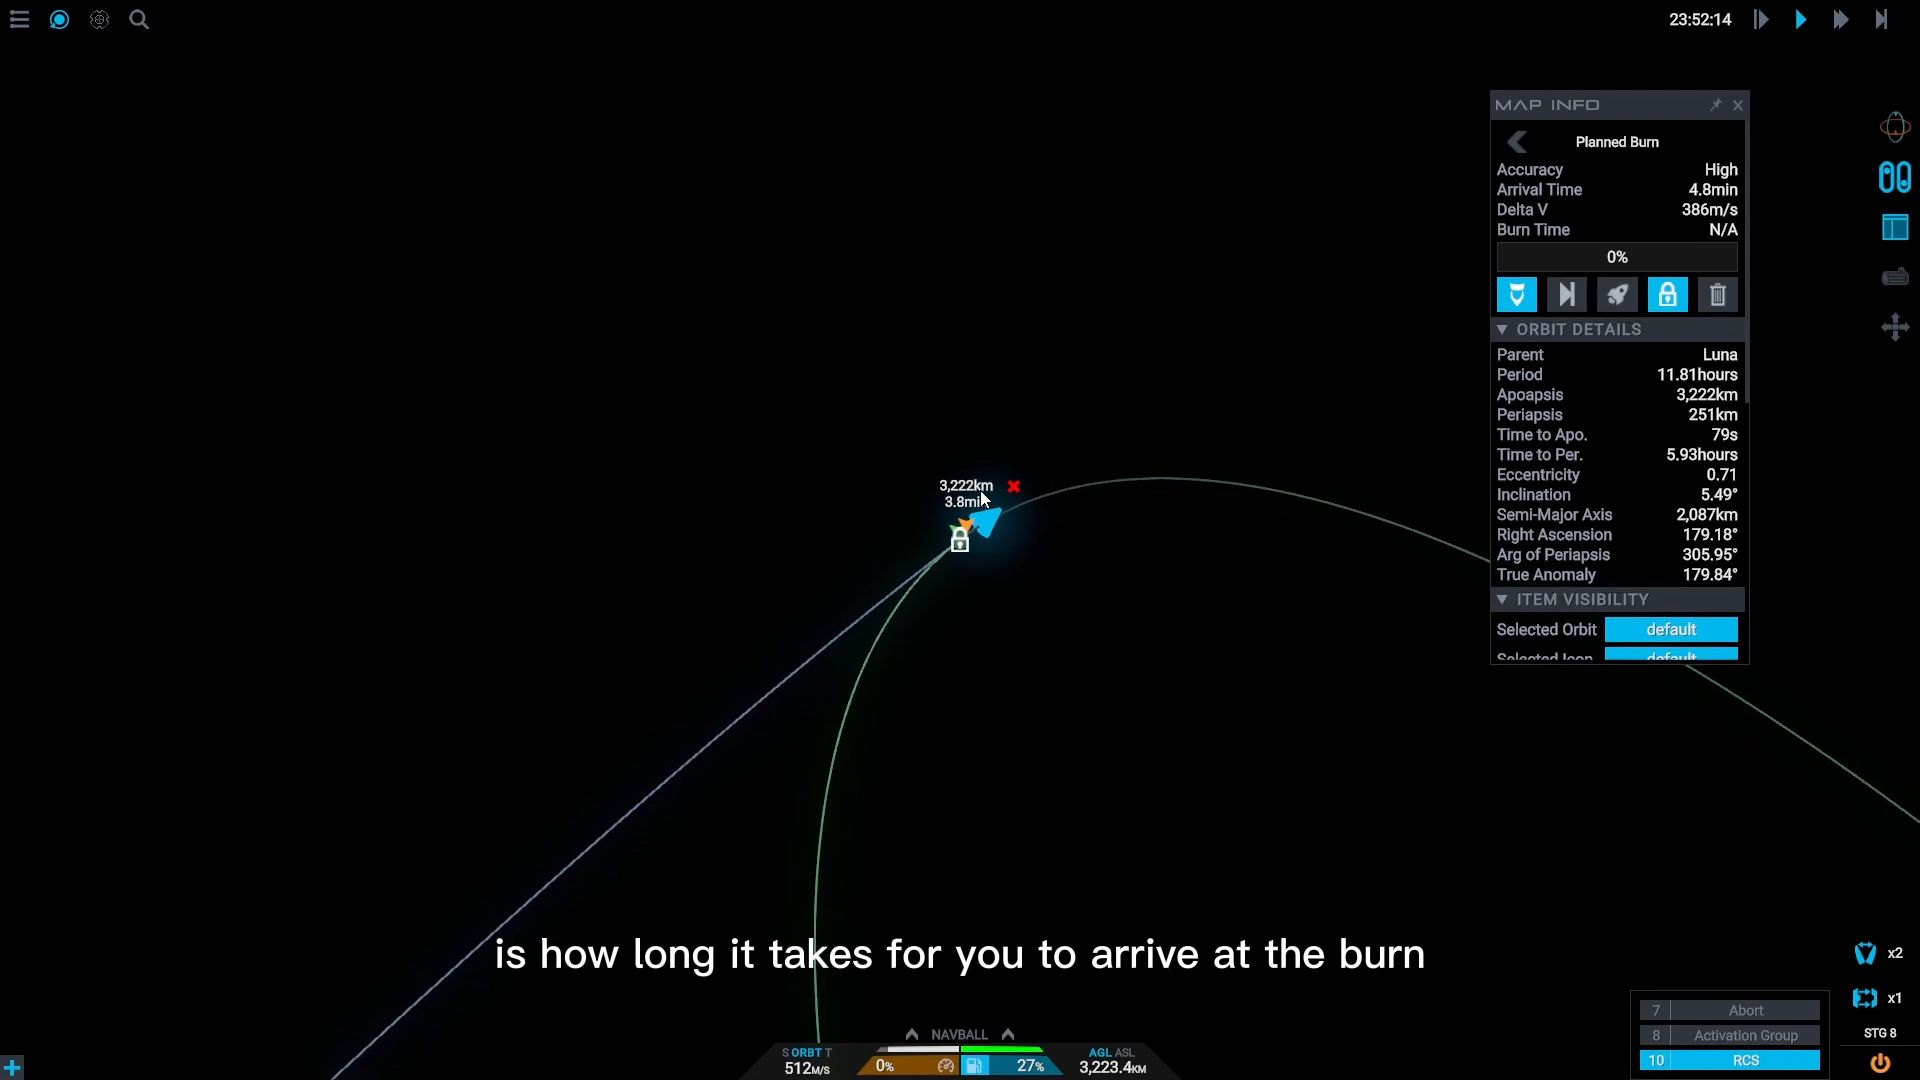 23:52:14
MAP INFO
Planned Burn
Accuracy High
Arrival Time 4.8min
Delta V 386m/s
Burn Time N/A
0%
ORBIT DETAILS
Parent Luna
Period 11.81hours
Apoapsis 3,222km
Periapsis 251km
Time to Apo. 79s
Time to Per. 5.93hours
Eccentricity 0.71
Inclination 5.49°
Semi-Major Axis 2,087km
Right Ascension 179.18°
Arg of Periapsis 305.95°
True Anomaly 179.84°
ITEM VISIBILITY
Selected Orbit default
Selected Icon default
3,222km
3.8min
is how long it takes for you to arrive at the burn
x2
x1
STG 8
7 Abort
8 Activation Group
10 RCS
NAVBALL
S ORBT T
512M/S
0%
27%
AGL ASL
3,223.4KM